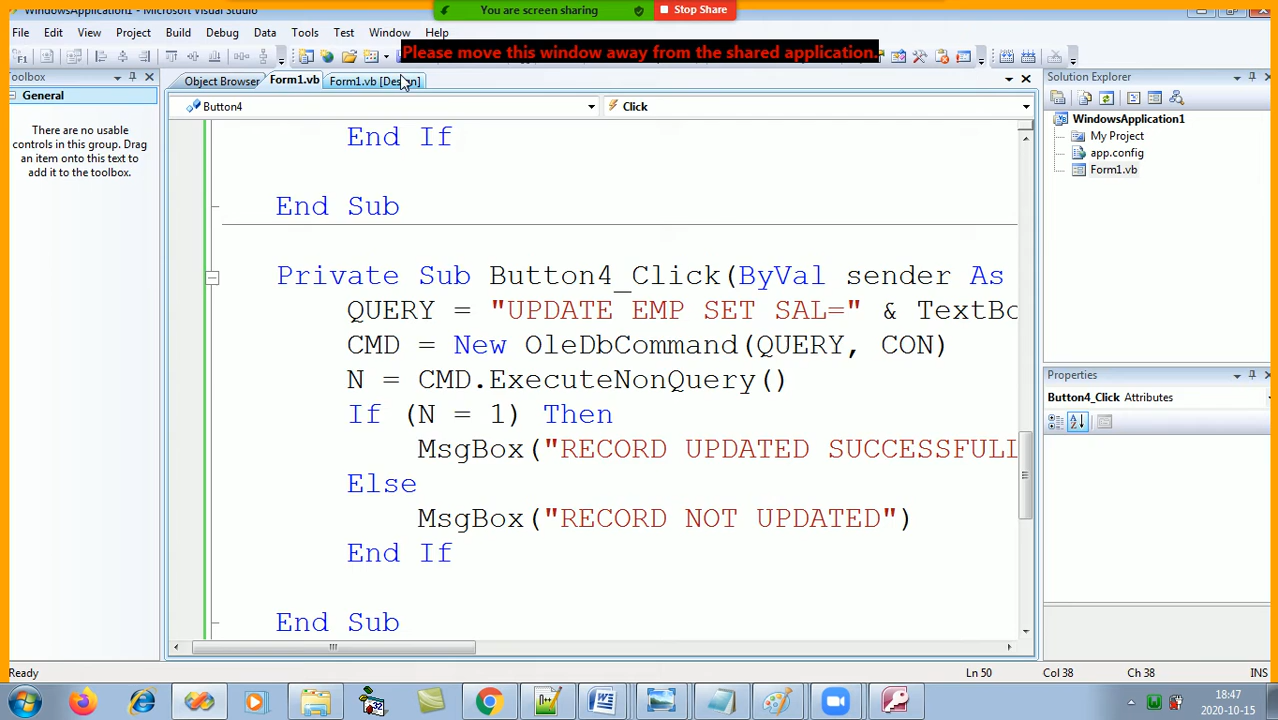 WindowsApplication1 - Microsoft Visual Studio
You are screen sharing
Stop Share
File Edit View Project Build Debug Data Tools Test Window Help
Please move this window away from the shared application.
Toolbox
Object Browser
Form1.vb
Form1.vb [Design]
Solution Explorer
General
Button4
Click
WindowsApplication1
My Project
app.config
Form1.vb
There are no usable
controls in this group. Drag
an item onto this text to
add it to the toolbox.
End If
End Sub
Private Sub Button4_Click(ByVal sender As
QUERY = "UPDATE EMP SET SAL=" & TextBo
CMD = New OleDbCommand(QUERY, CON)
N = CMD.ExecuteNonQuery()
If (N = 1) Then
MsgBox("RECORD UPDATED SUCCESSFULL
Else
MsgBox("RECORD NOT UPDATED")
End If
End Sub
Properties
Button4_Click Attributes
Ready
Ln 50
Col 38
Ch 38
INS
18:47
2020-10-15